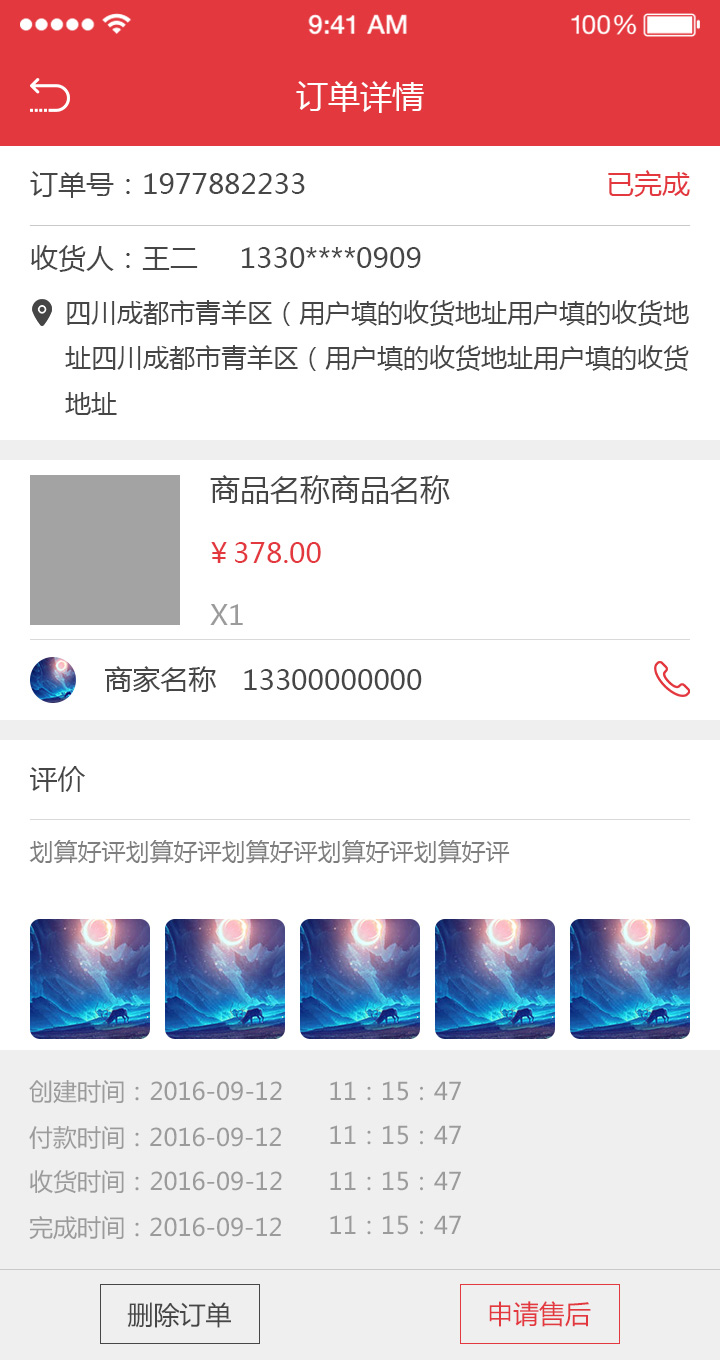 9:41 AM 100%
订单详情
订单号：1977882233 已完成
收货人：王二 1330****0909
四川成都市青羊区（用户填的收货地址用户填的收货地
址四川成都市青羊区（用户填的收货地址用户填的收货
地址
商品名称商品名称
¥ 378.00
X1
商家名称 13300000000
评价
划算好评划算好评划算好评划算好评划算好评
创建时间：2016-09-12 11：15：47
付款时间：2016-09-12 11：15：47
收货时间：2016-09-12 11：15：47
完成时间：2016-09-12 11：15：47
删除订单 申请售后